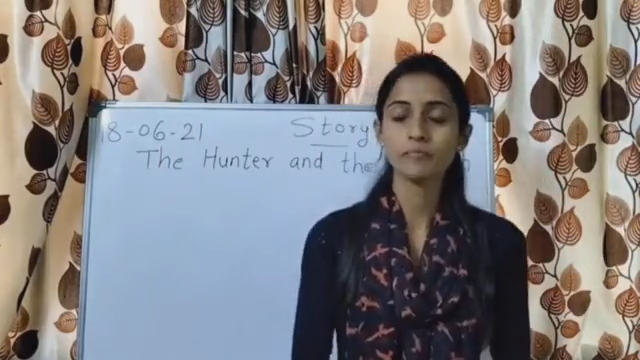 18-06-21 Story
The Hunter and the